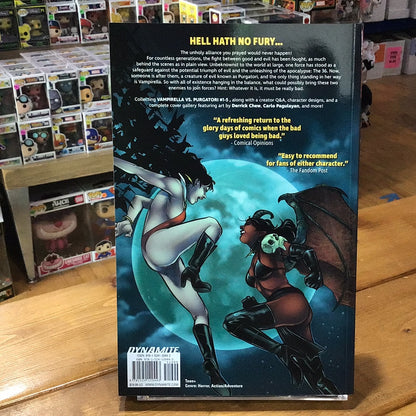 HELL HATH NO FURY...
The unholy alliance you prayed would never happen!
For countless generations, the fight between good and evil has been fought, as much
behind the scenes as in plain view. Unbeknownst to the world at large, one force has stood as a
safeguard against the potential triumph of evil and the unleashing of the apocalypse: The 36. Now,
someone is after them, a creature of evil known as Purgatori, and the only thing standing in her way
is Vampirella. So with all of existence hanging in the balance, what could possibly bring these two
enemies to join forces? Hint: Whatever it is, it must be really bad.
Collecting VAMPIRELLA VS. PURGATORI #1-5, along with a creator Q&A, character designs, and a
complete cover gallery featuring art by Derrick Chew, Carla Pagulayan, and more!
"A refreshing return to the
glory days of comics when the bad
guys loved being bad."
- Comical Opinions
"Easy to recommend
for fans of either character."
- The Fandom Post
DYNAMITE
Teen+
Genre: Horror, Action/Adventure